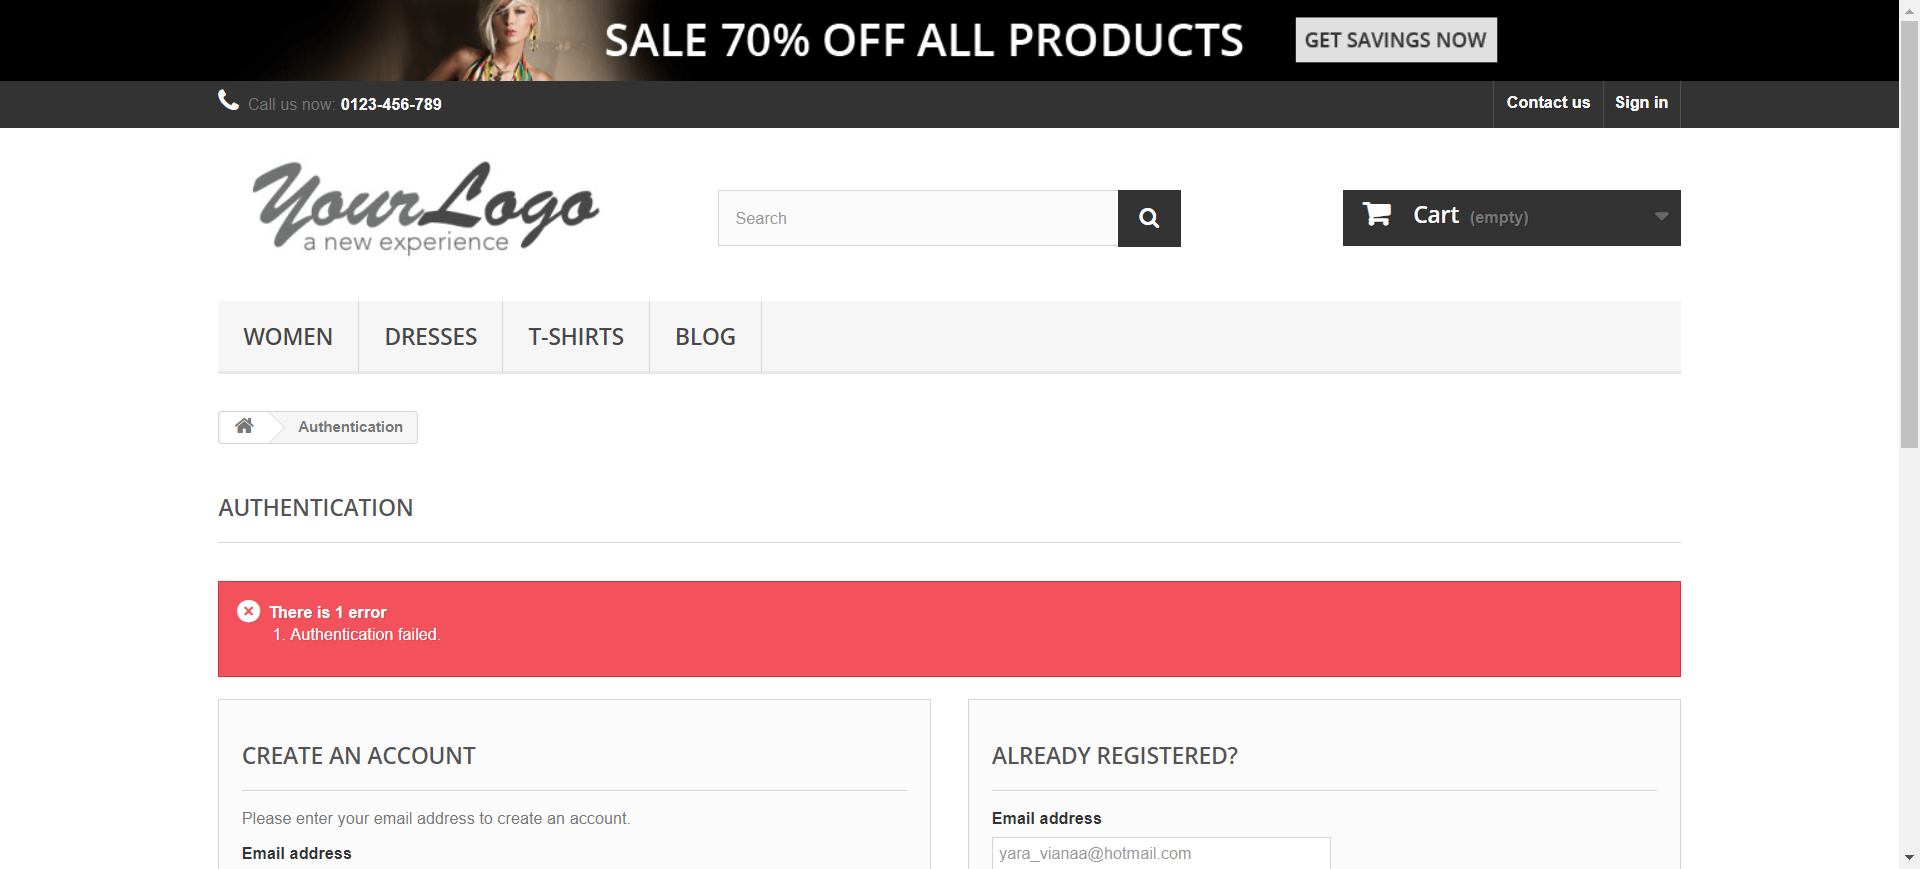 SALE 70% OFF ALL PRODUCTS GET SAVINGS NOW
Call us now: 0123-456-789 Contact us Sign in
YourLogo
a new experience
Search
Cart (empty)
WOMEN DRESSES T-SHIRTS BLOG
Authentication
AUTHENTICATION
There is 1 error
1. Authentication failed.
CREATE AN ACCOUNT
Please enter your email address to create an account.
Email address
ALREADY REGISTERED?
Email address
yara_vianaa@hotmail.com